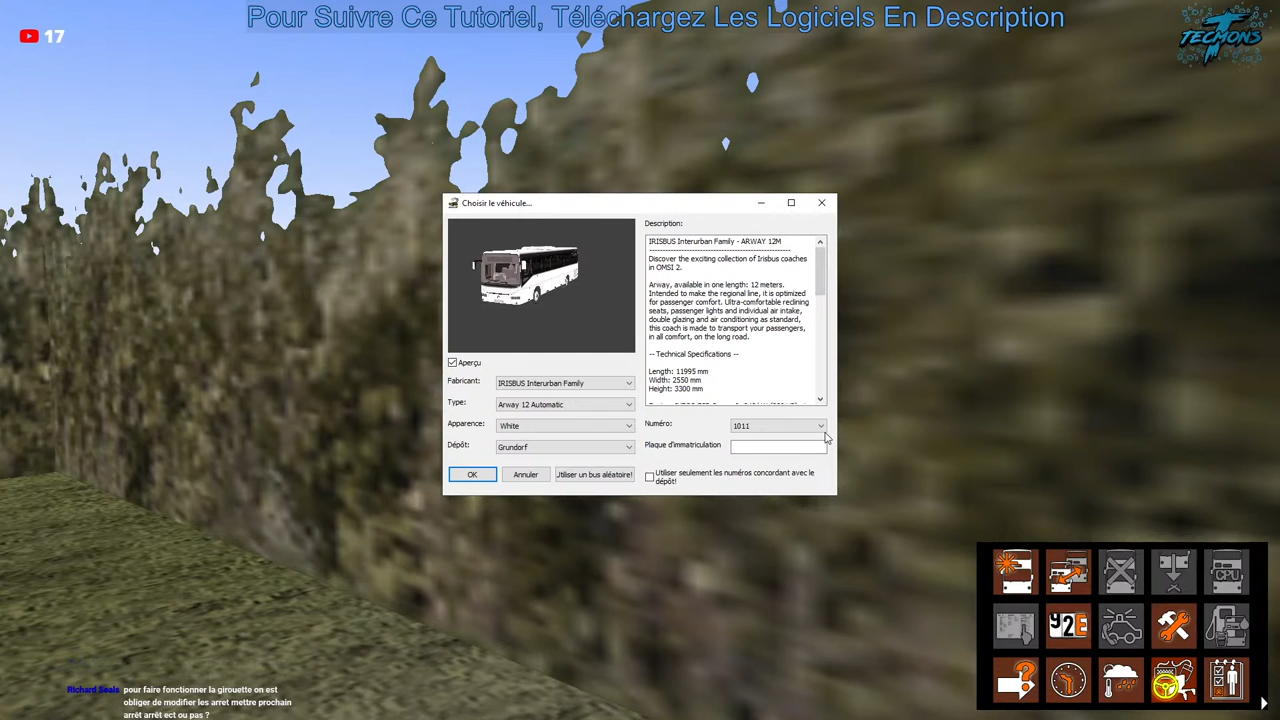 Pour Suivre Ce Tutoriel, Téléchargez Les Logiciels En Description
17
TECMONS
Choisir le véhicule...
Description:
IRISBUS Interurban Family - ARWAY 12M
------------------------------------------------
Discover the exciting collection of Irisbus coaches
in OMSI 2.
Arway, available in one length: 12 meters.
Intended to make the regional line, it is optimized
for passenger comfort. Ultra-comfortable reclining
seats, passenger lights and individual air intake,
double glazing and air conditioning as standard,
this coach is made to transport your passengers,
in all comfort, on the long road.
-- Technical Specifications --
Length: 11995 mm
Width: 2550 mm
Height: 3300 mm
Aperçu
Fabricant: IRISBUS Interurban Family
Type: Arway 12 Automatic
Apparence: White
Numéro: 1011
Dépôt: Grundorf
Plaque d'immatriculation
OK
Annuler
Utiliser un bus aléatoire!
Utiliser seulement les numéros concordant avec le
dépôt!
CPU
92E
?
Richard Seals pour faire fonctionner la girouette on est
obliger de modifier les arret mettre prochain
arrêt arrêt ect ou pas ?